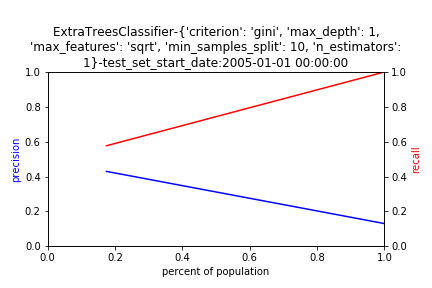 ExtraTreesClassifier-{'criterion': 'gini', 'max_depth': 1,
'max_features': 'sqrt', 'min_samples_split': 10, 'n_estimators':
1}-test_set_start_date:2005-01-01 00:00:00
1.0
0.8
0.6
0.4
0.2
0.0
precision
1.0
0.8
0.6
0.4
0.2
0.0
recall
0.0 0.2 0.4 0.6 0.8 1.0
percent of population